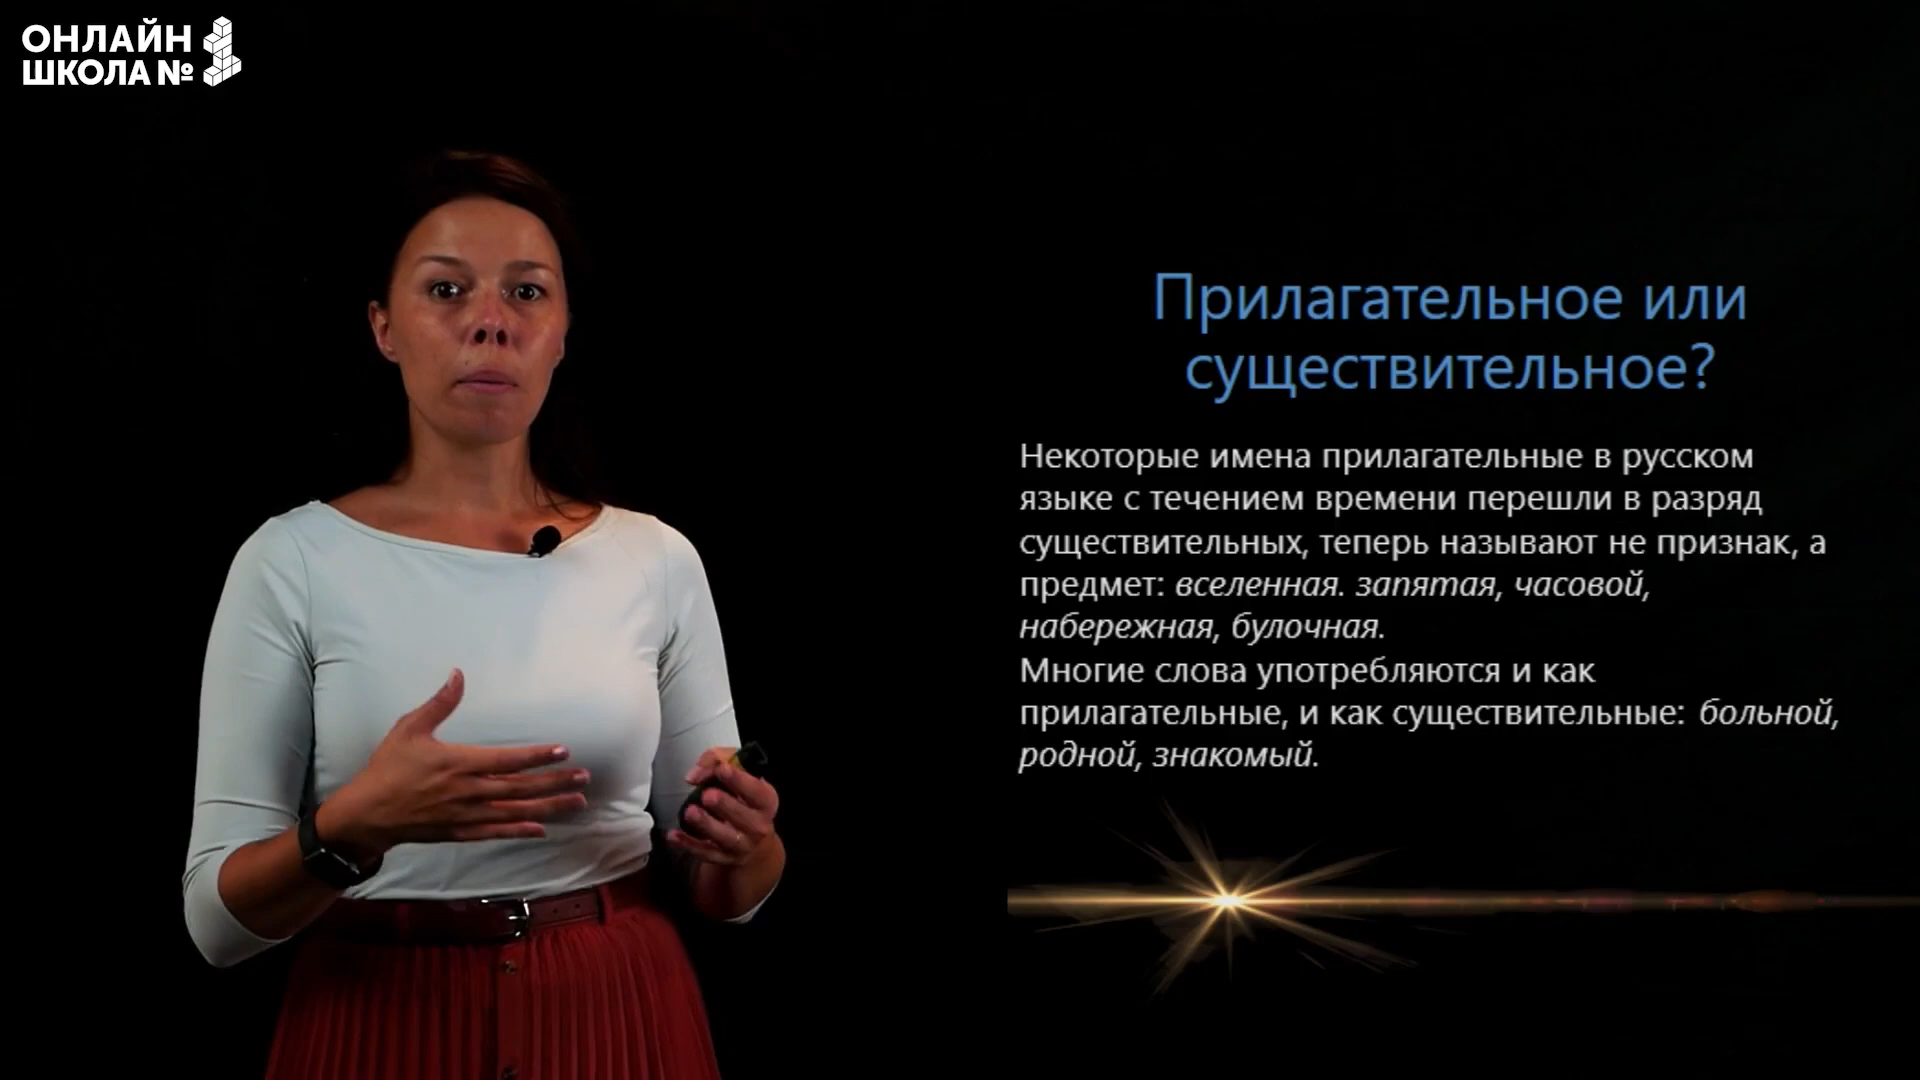 ОНЛАЙН
ШКОЛА №1
Прилагательное или
существительное?
Некоторые имена прилагательные в русском
языке с течением времени перешли в разряд
существительных, теперь называют не признак, а
предмет: вселенная. запятая, часовой,
набережная, булочная.
Многие слова употребляются и как
прилагательные, и как существительные: больной,
родной, знакомый.